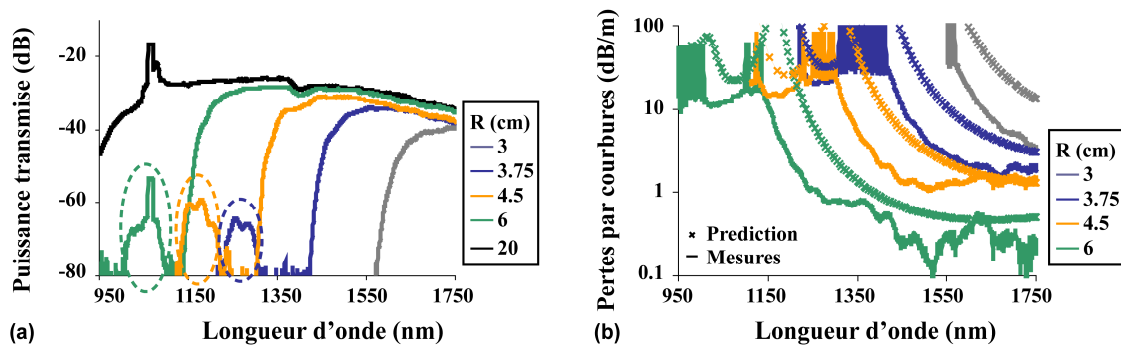 Puissance transmise (dB)
-20
-40
-60
-80
950
1150
1350
1550
1750
Longueur d'onde (nm)
R (cm)
3
3.75
4.5
6
20
(a)
Pertes par courbures (dB/m)
100
10
1
0.1
950
1150
1350
1550
1750
Longueur d'onde (nm)
× Prediction
– Mesures
R (cm)
3
3.75
4.5
6
(b)